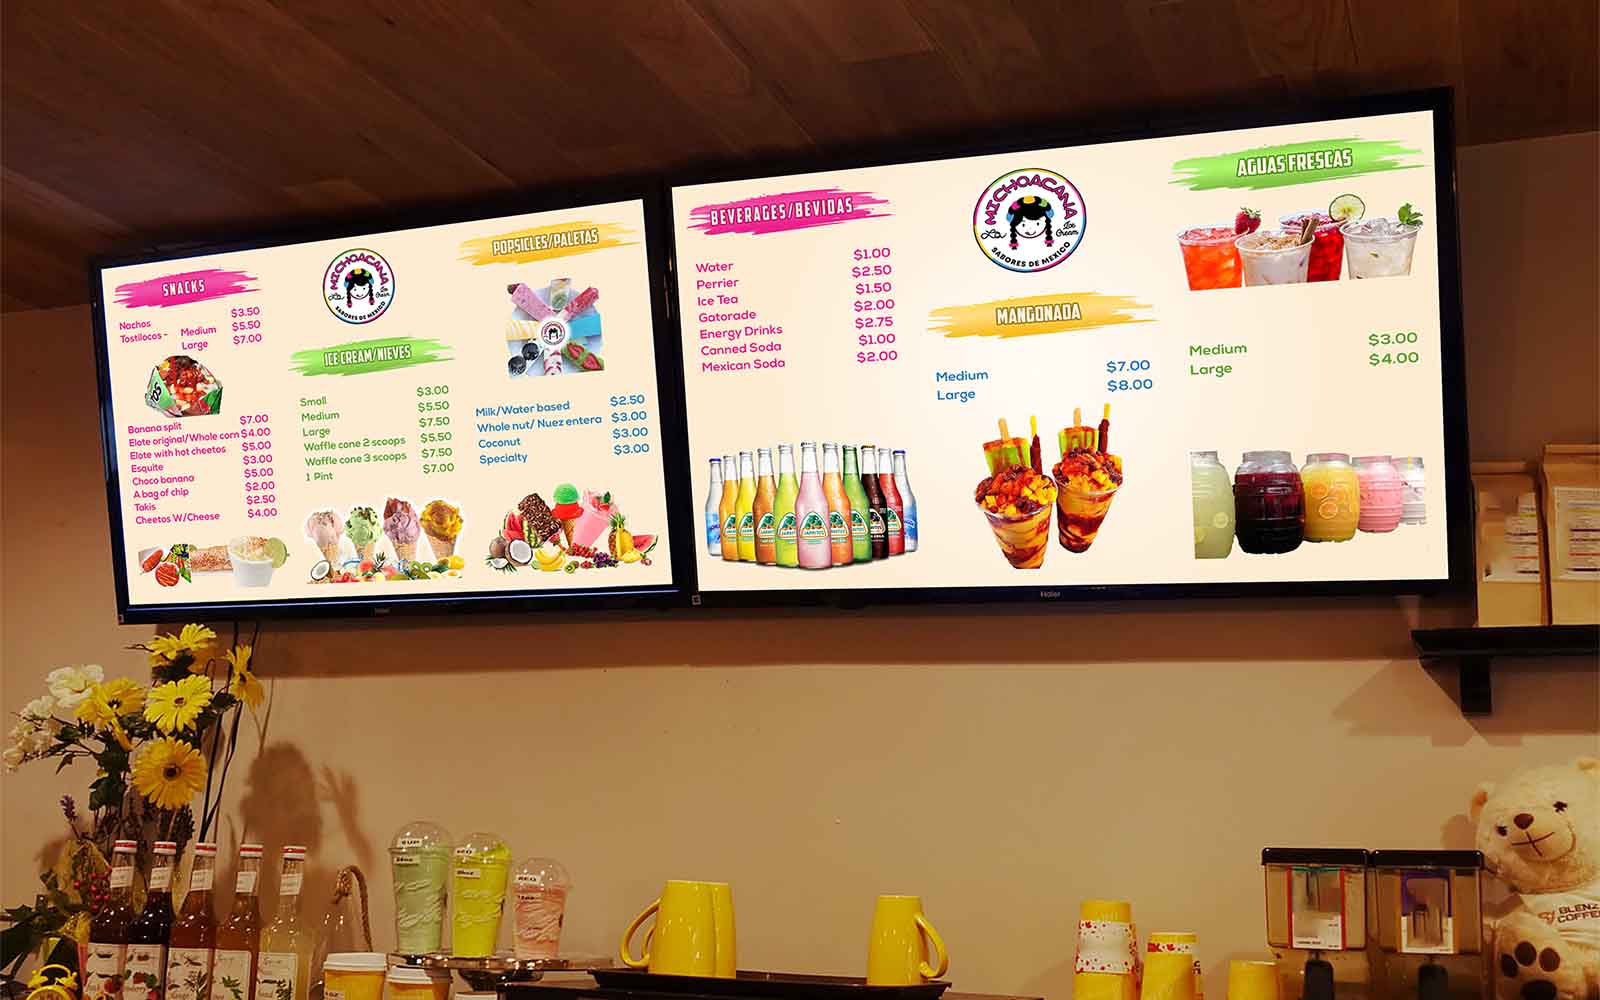 SNACKS
Nachos $3.50
Tostilocos - Medium $5.50
Large $7.00
Banana split $7.00
Elote original/Whole corn $4.00
Elote with hot cheetos $5.00
Esquite $3.00
Choco banana $5.00
A bag of chip $2.00
Takis $2.50
Cheetos W/Cheese $4.00
MICHOACANA
La Ice Cream
SABORES DE MEXICO
ICE CREAM/NIEVES
Small $3.00
Medium $5.50
Large $7.50
Waffle cone 2 scoops $5.50
Waffle cone 3 scoops $7.50
1 Pint $7.00
POPSICLES/PALETAS
Milk/Water based $2.50
Whole nut/ Nuez entera $3.00
Coconut $3.00
Specialty $3.00
Haier
BEVERAGES/BEVIDAS
Water $1.00
Perrier $2.50
Ice Tea $1.50
Gatorade $2.00
Energy Drinks $2.75
Canned Soda $1.00
Mexican Soda $2.00
JARRITOS
MICHOACANA
La Ice Cream
SABORES DE MEXICO
MANGONADA
Medium $7.00
Large $8.00
AGUAS FRESCAS
Medium $3.00
Large $4.00
Haier
BLENZ
COFFEE